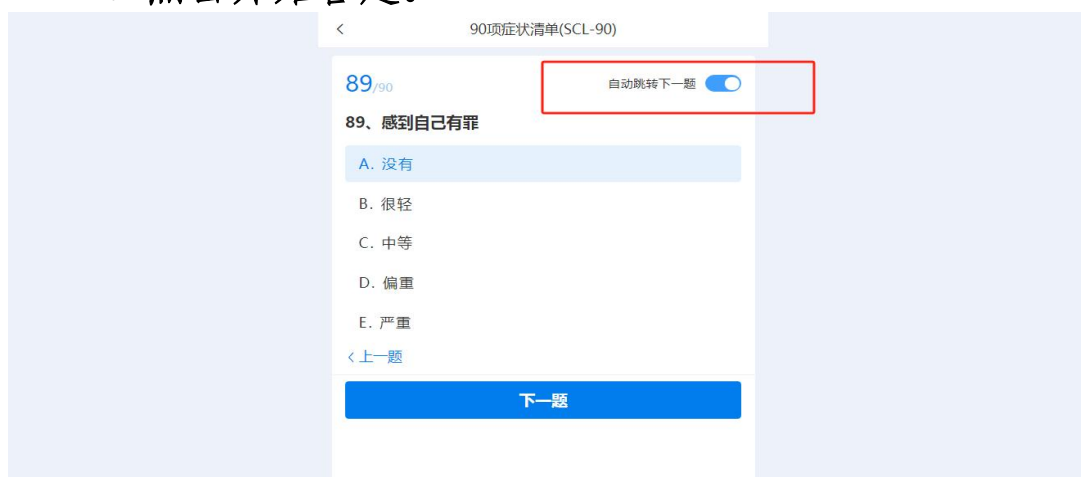 90项症状清单(SCL-90)
89/90 自动跳转下一题
89、感到自己有罪
A. 没有
B. 很轻
C. 中等
D. 偏重
E. 严重
上一题
下一题